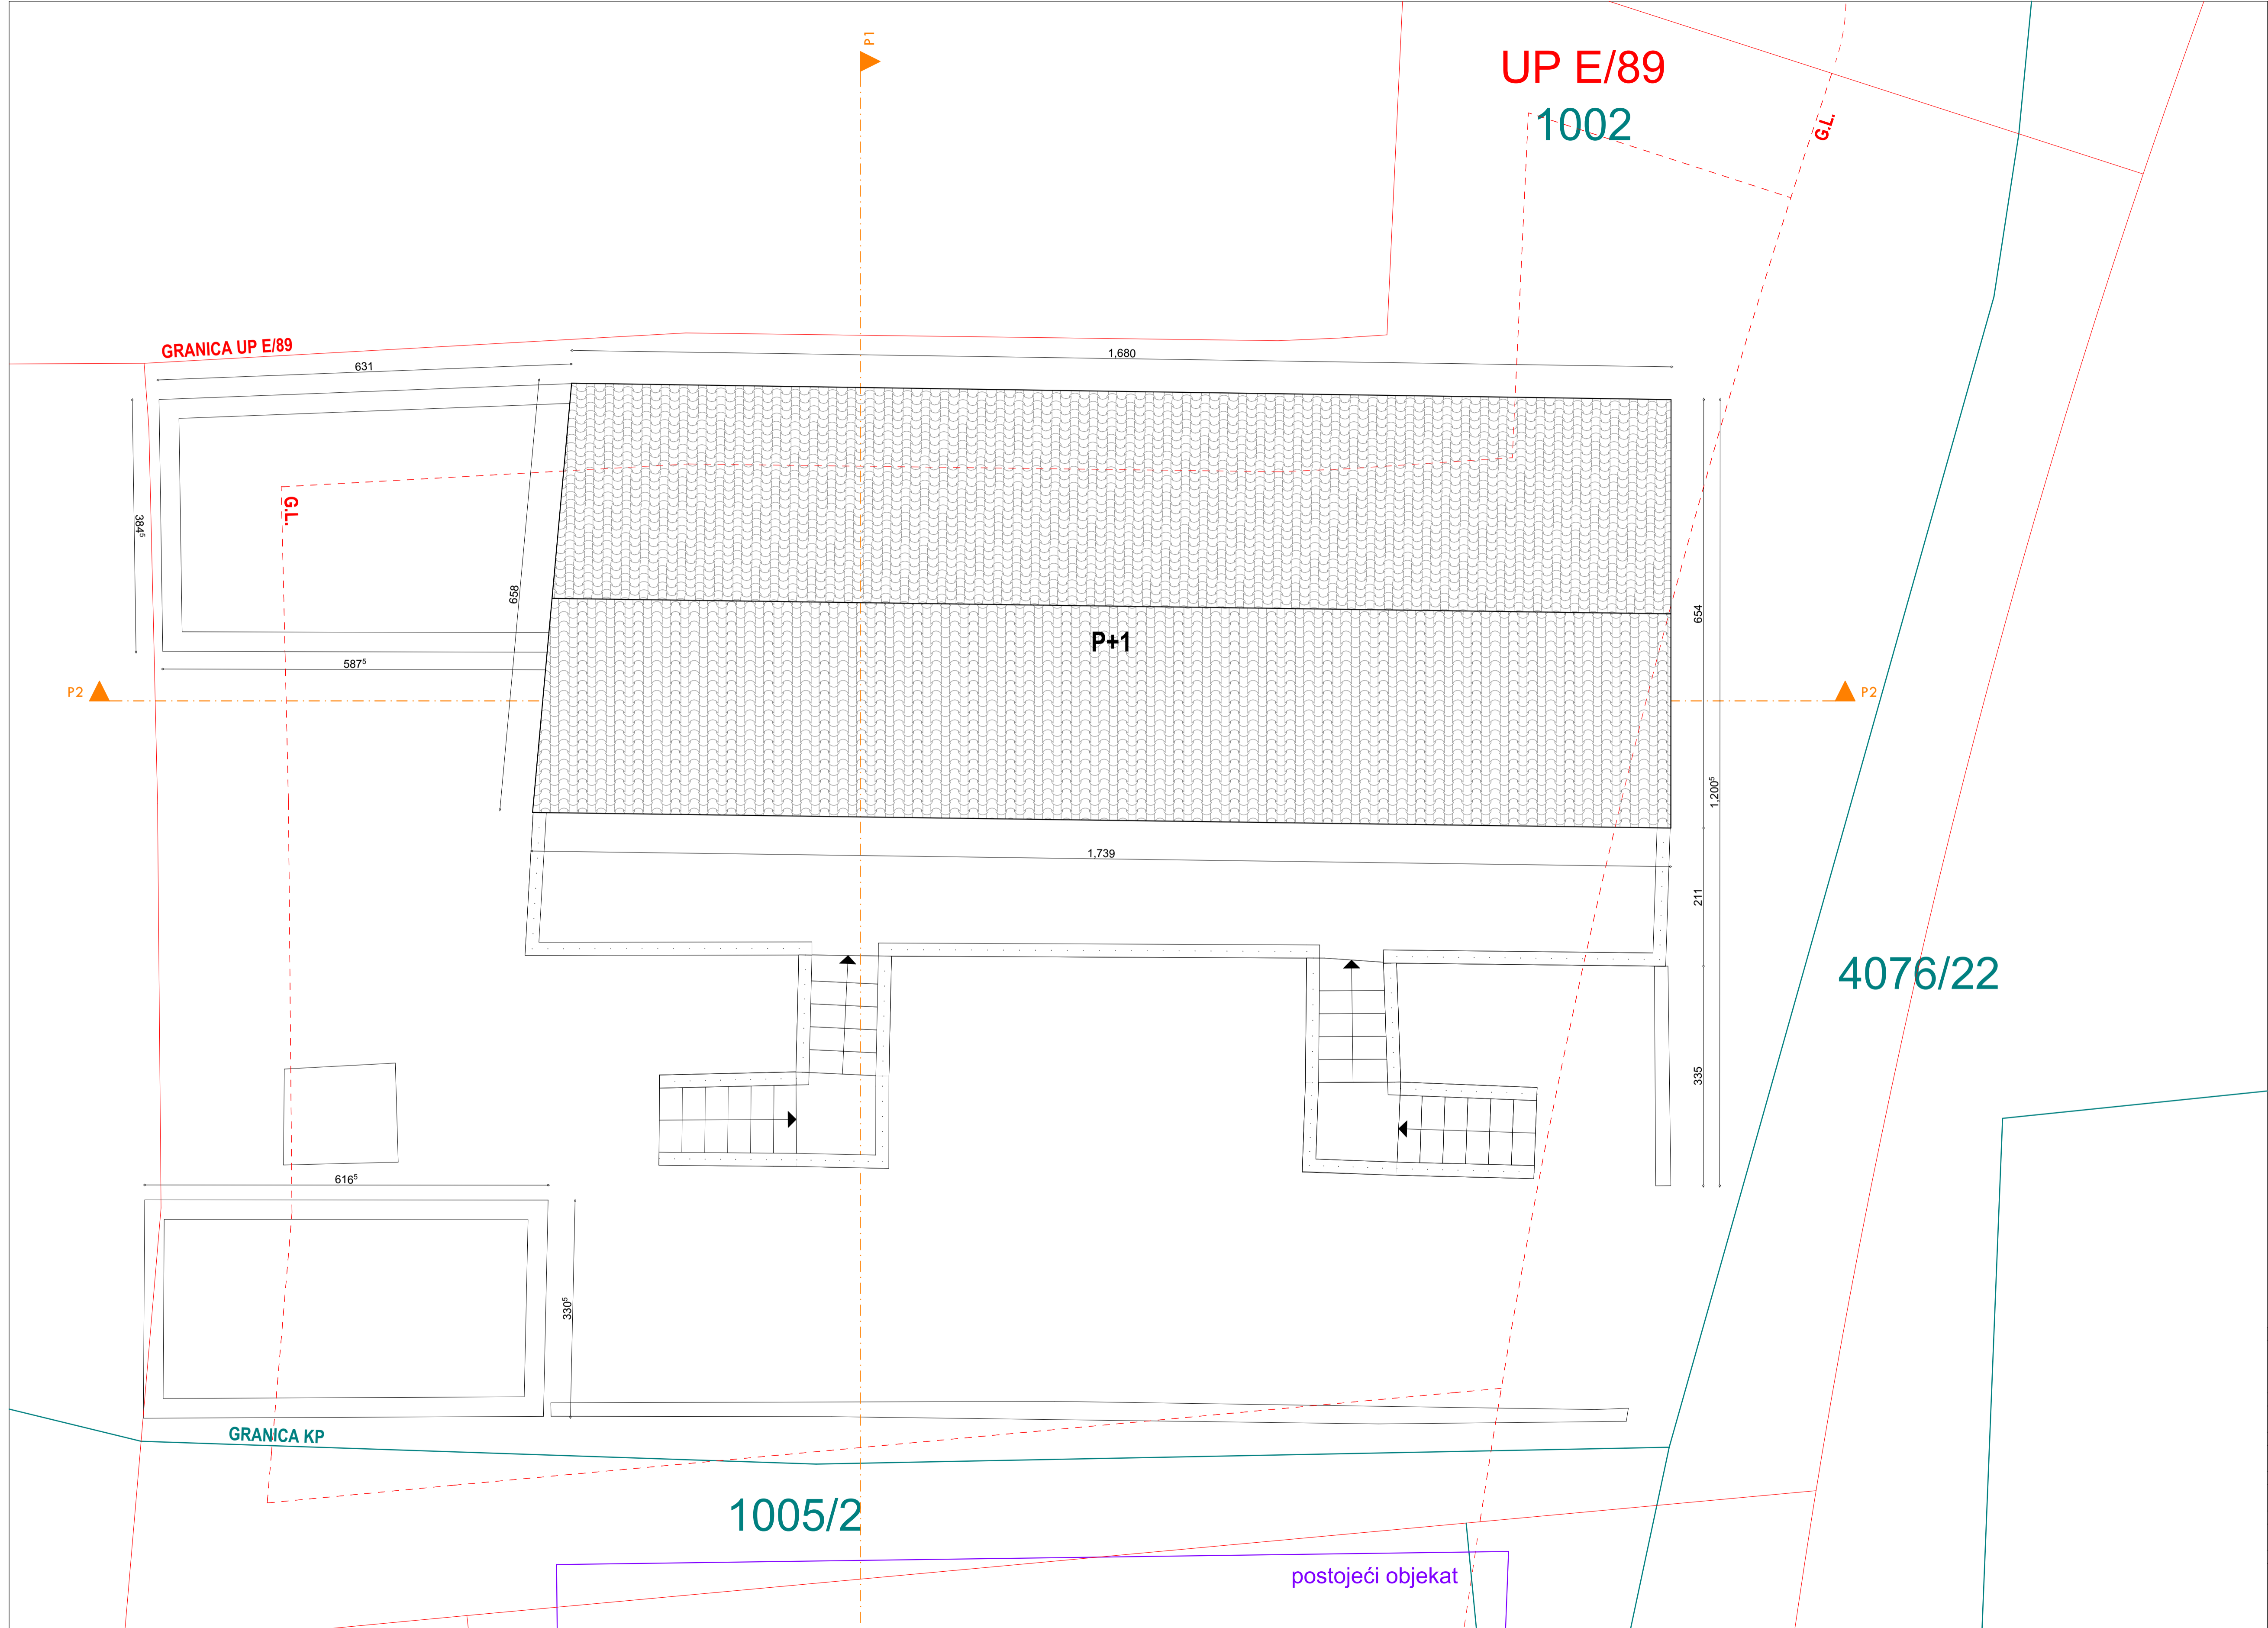 P1
UP E/89
1002
G.L.
GRANICA UP E/89
631
1,680
G.L.
384⁵
658
654
P+1
587⁵
P2
P2
1,200⁵
1,739
211
4076/22
335
616⁵
330⁵
GRANICA KP
1005/2
postojeći objekat